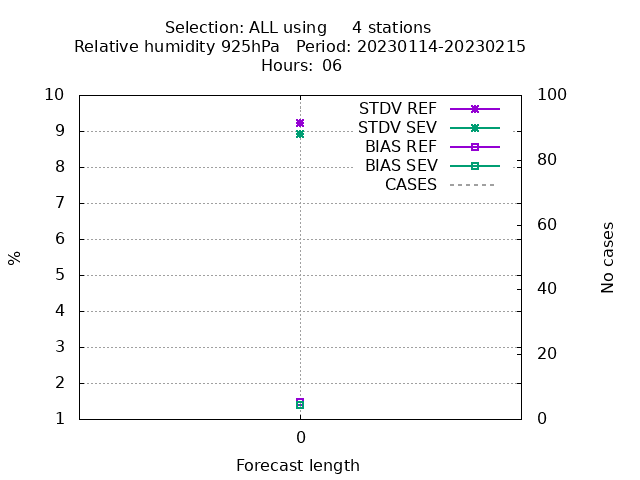 Selection: ALL using     4 stations
Relative humidity 925hPa   Period: 20230114-20230215
Hours: 06
STDV REF
STDV SEV
BIAS REF
BIAS SEV
CASES
10
9
8
7
6
5
4
3
2
1
100
80
60
40
20
0
%
No cases
0
Forecast length